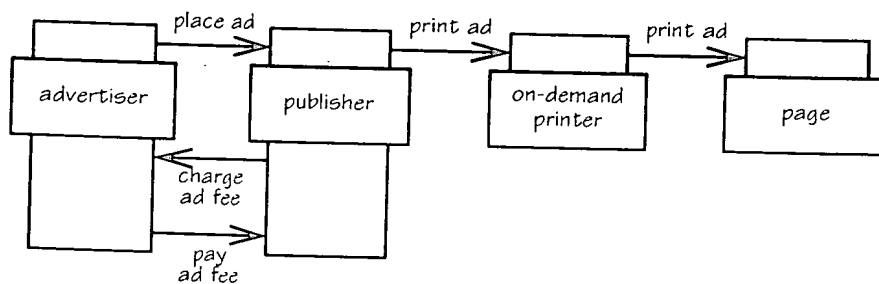 place ad
print ad
print ad
advertiser
publisher
on-demand
printer
page
charge
ad fee
pay
ad fee